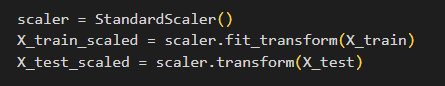 scaler = StandardScaler()
X_train_scaled = scaler.fit_transform(X_train)
X_test_scaled = scaler.transform(X_test)